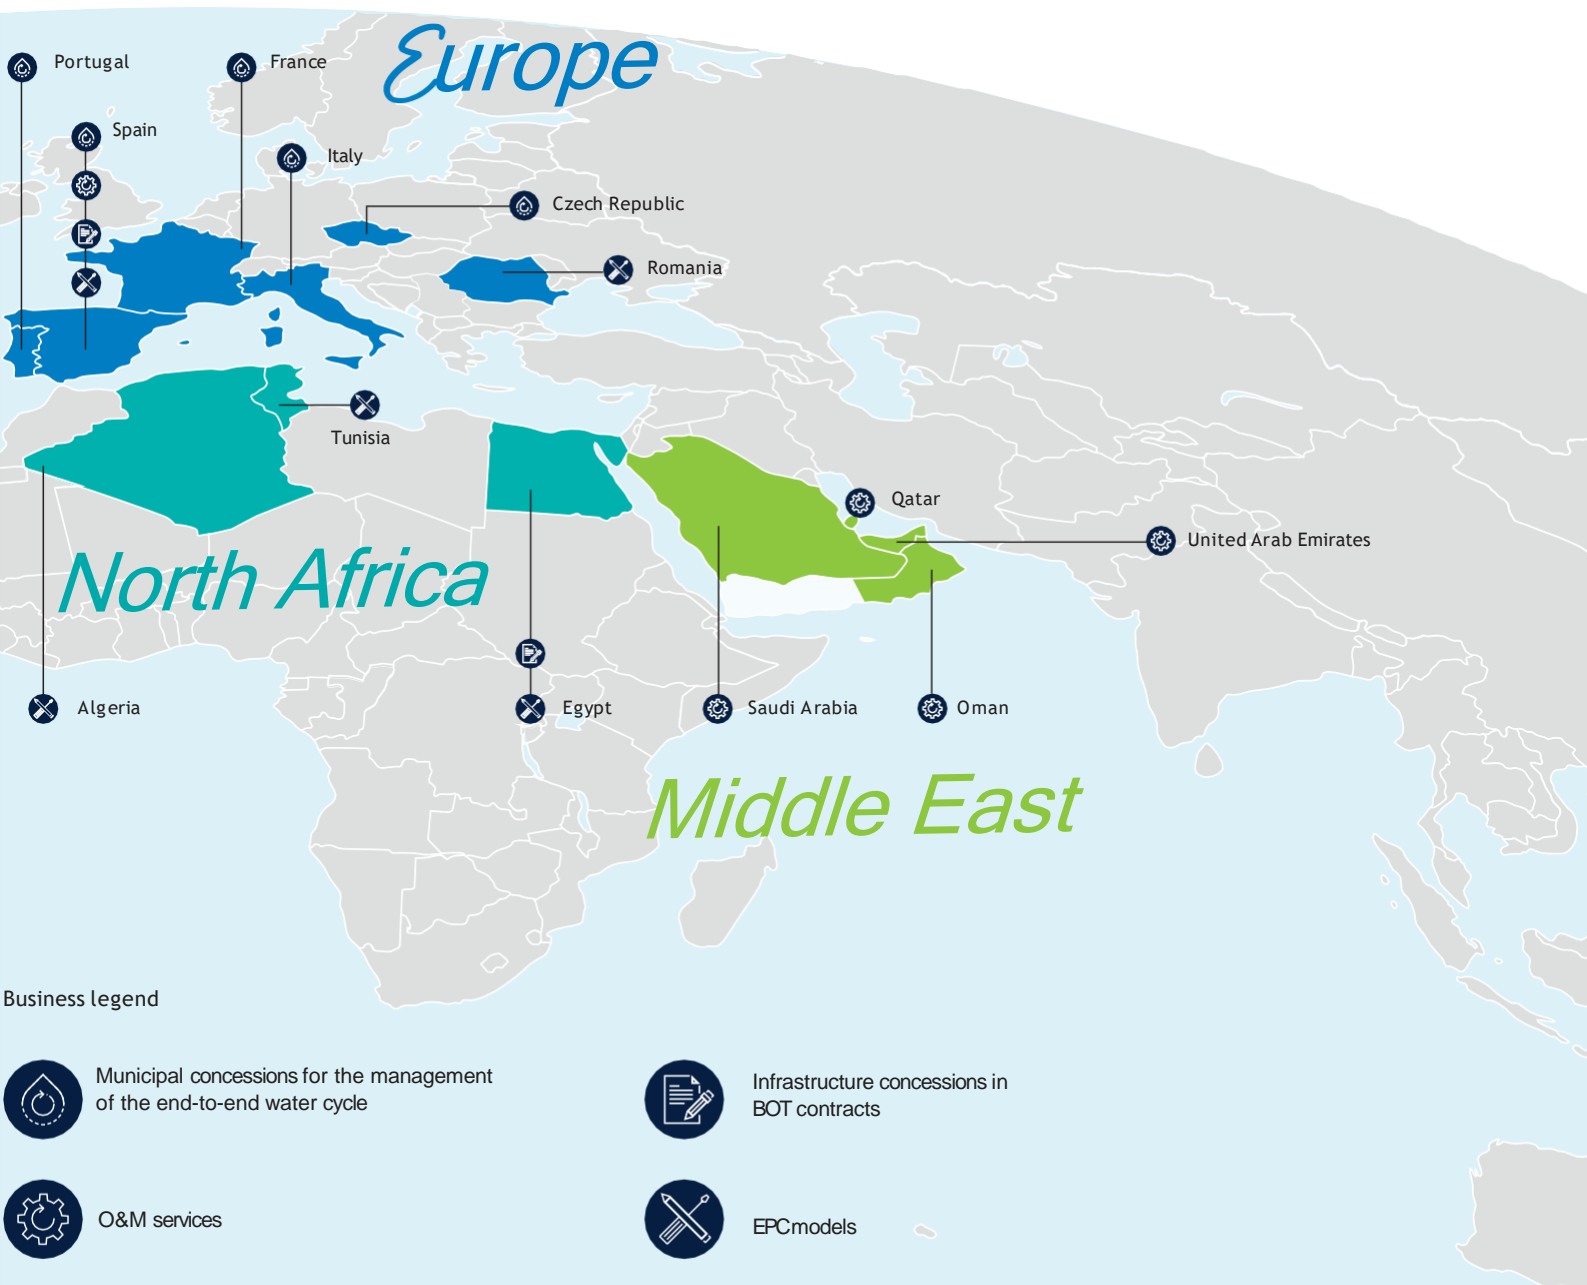 Europe
Portugal
France
Spain
Italy
Czech Republic
Romania
Tunisia
Qatar
United Arab Emirates
North Africa
Algeria
Egypt
Saudi Arabia
Oman
Middle East
Business legend
Municipal concessions for the management
of the end-to-end water cycle
Infrastructure concessions in
BOT contracts
O&M services
EPC models